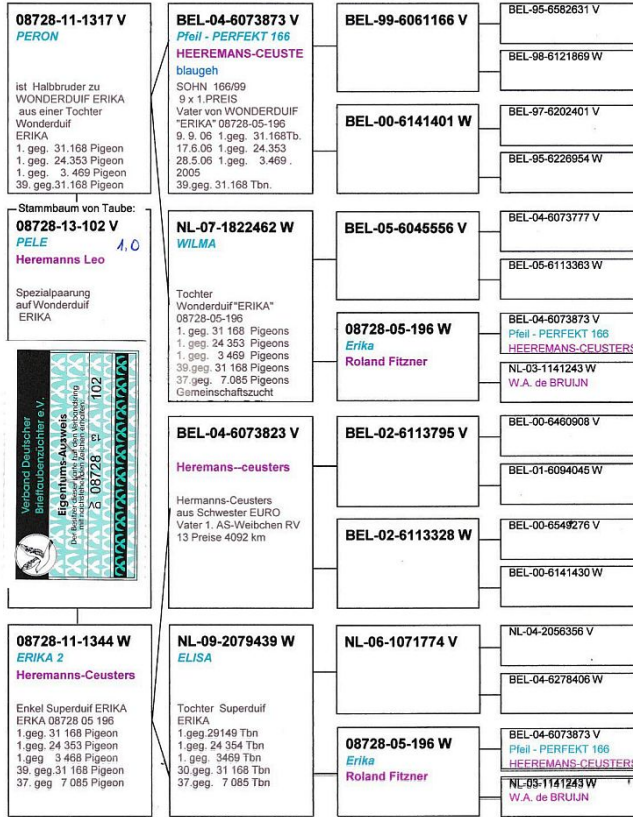 08728-11-1317 V
PERON
ist Halbbruder zu
WONDERDUIF ERIKA
aus einer Tochter
Wonderduif
ERIKA
1. geg. 31.168 Pigeon
1. geg. 24.353 Pigeon
1. geg. 3. 469 Pigeon
39. geg.31.168 Pigeon
Stammbaum von Taube:
08728-13-102 V
PELE
1,0
Heremanns Leo
Spezialpaarung
auf Wonderduif
ERIKA
Verband Deutscher
Brieftaubenzüchter e.V.
Eigentums-Ausweis
Der Besitzer dieser Karte hat den Verbandsring
mit nachstehenden Zeichen erhalten:
08728 13 102
08728-11-1344 W
ERIKA 2
Heremanns-Ceusters
Enkel Superduif ERIKA
ERKA 08728 05 196
1.geg. 31 168 Pigeon
1.geg. 24 353 Pigeon
1.geg 3 468 Pigeon
39. geg.31 168 Pigeon
37. geg 7 085 Pigeon
BEL-04-6073873 V
Pfeil - PERFEKT 166
HEEREMANS-CEUSTE
blaugeh
SOHN 166/99
9 x 1.PREIS
Vater von WONDERDUIF
"ERIKA" 08728-05-196
9. 9. 06 1.geg. 31.168Tb.
17.6.06 1.geg. 24.353
28.5.06 1.geg. 3.469 .
2005
39.geg. 31.168 Tbn.
NL-07-1822462 W
WILMA
Tochter
Wonderduif"ERIKA"
08728-05-196
1. geg. 31 168 Pigeons
1. geg. 24 353 Pigeons
1. geg. 3 469 Pigeons
39.geg. 31 168 Pigeons
37.geg. 7.085 Pigeons
Gemeinschaftszucht
BEL-04-6073823 V
Heremans--ceusters
Hermanns-Ceusters
aus Schwester EURO
Vater 1. AS-Weibchen RV
13 Preise 4092 km
NL-09-2079439 W
ELISA
Tochter Superduif
ERIKA
1.geg.29149 Tbn
1.geg. 24 354 Tbn
1. geg. 3469 Tbn
30.geg. 31 168 Tbn
37. geg. 7 085 Tbn
BEL-99-6061166 V
BEL-00-6141401 W
BEL-05-6045556 V
08728-05-196 W
Erika
Roland Fitzner
BEL-02-6113795 V
BEL-02-6113328 W
NL-06-1071774 V
08728-05-196 W
Erika
Roland Fitzner
BEL-95-6582631 V
BEL-98-6121869 W
BEL-97-6202401 V
BEL-95-6226954 W
BEL-04-6073777 V
BEL-05-6113363 W
BEL-04-6073873 V
Pfeil - PERFEKT 166
HEEREMANS-CEUSTERS
NL-03-1141243 W
W.A. de BRUIJN
BEL-00-6460908 V
BEL-01-6094045 W
BEL-00-6549276 V
BEL-00-6141430 W
NL-04-2056356 V
BEL-04-6278406 W
BEL-04-6073873 V
Pfeil - PERFEKT 166
HEEREMANS-CEUSTERS
NL-03-1141243 W
W.A. de BRUIJN